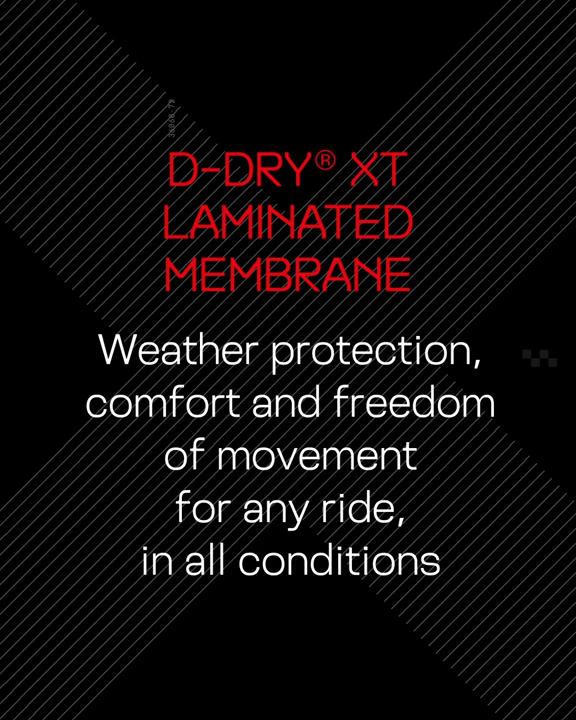 D-DRY® XT
LAMINATED
MEMBRANE
Weather protection,
comfort and freedom
of movement
for any ride,
in all conditions